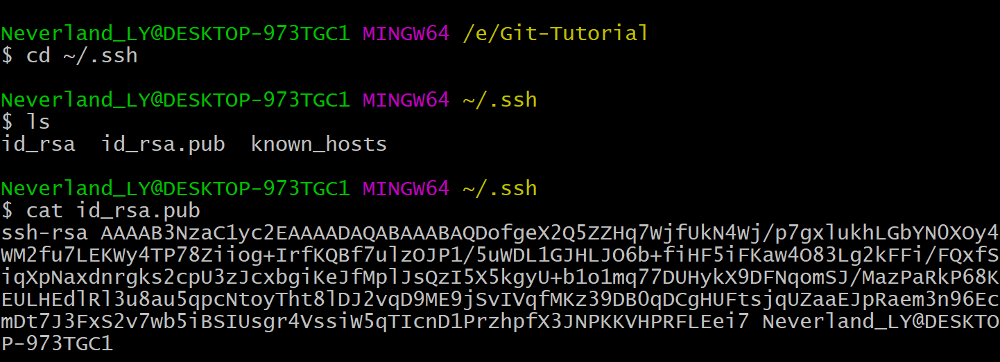 Neverland_LY@DESKTOP-973TGC1 MINGW64 /e/Git-Tutorial
$ cd ~/.ssh
Neverland_LY@DESKTOP-973TGC1 MINGW64 ~/.ssh
$ ls
id_rsa  id_rsa.pub  known_hosts
Neverland_LY@DESKTOP-973TGC1 MINGW64 ~/.ssh
$ cat id_rsa.pub
ssh-rsa AAAAB3NzaC1yc2EAAAADAQABAAABAQDofgeX2Q5ZZHq7WjfUkN4Wj/p7gxlukhLGbYN0XOy4
WM2fu7LEKWy4TP78Ziiog+IrfKQBf7ulzOJP1/5uWDL1GJHLJO6b+fiHF5iFKaw4O83Lg2kFFi/FQxfS
iqXpNaxdnrgks2cpU3zJcxbgiKeJfMplJsQzI5X5kgyU+b1o1mq77DUHykX9DFNqomSJ/MazPaRkP68K
EULHEdlRl3u8au5qpcNtoyTht8lDJ2vqD9ME9jSvIVqfMKz39DB0qDCgHUFtsjqUZaaEJpRaem3n96Ec
mDt7J3FxS2v7wb5iBSIUsgr4VssiW5qTIcnD1PrzhpfX3JNPKKVHPRFLEei7 Neverland_LY@DESKTO
P-973TGC1